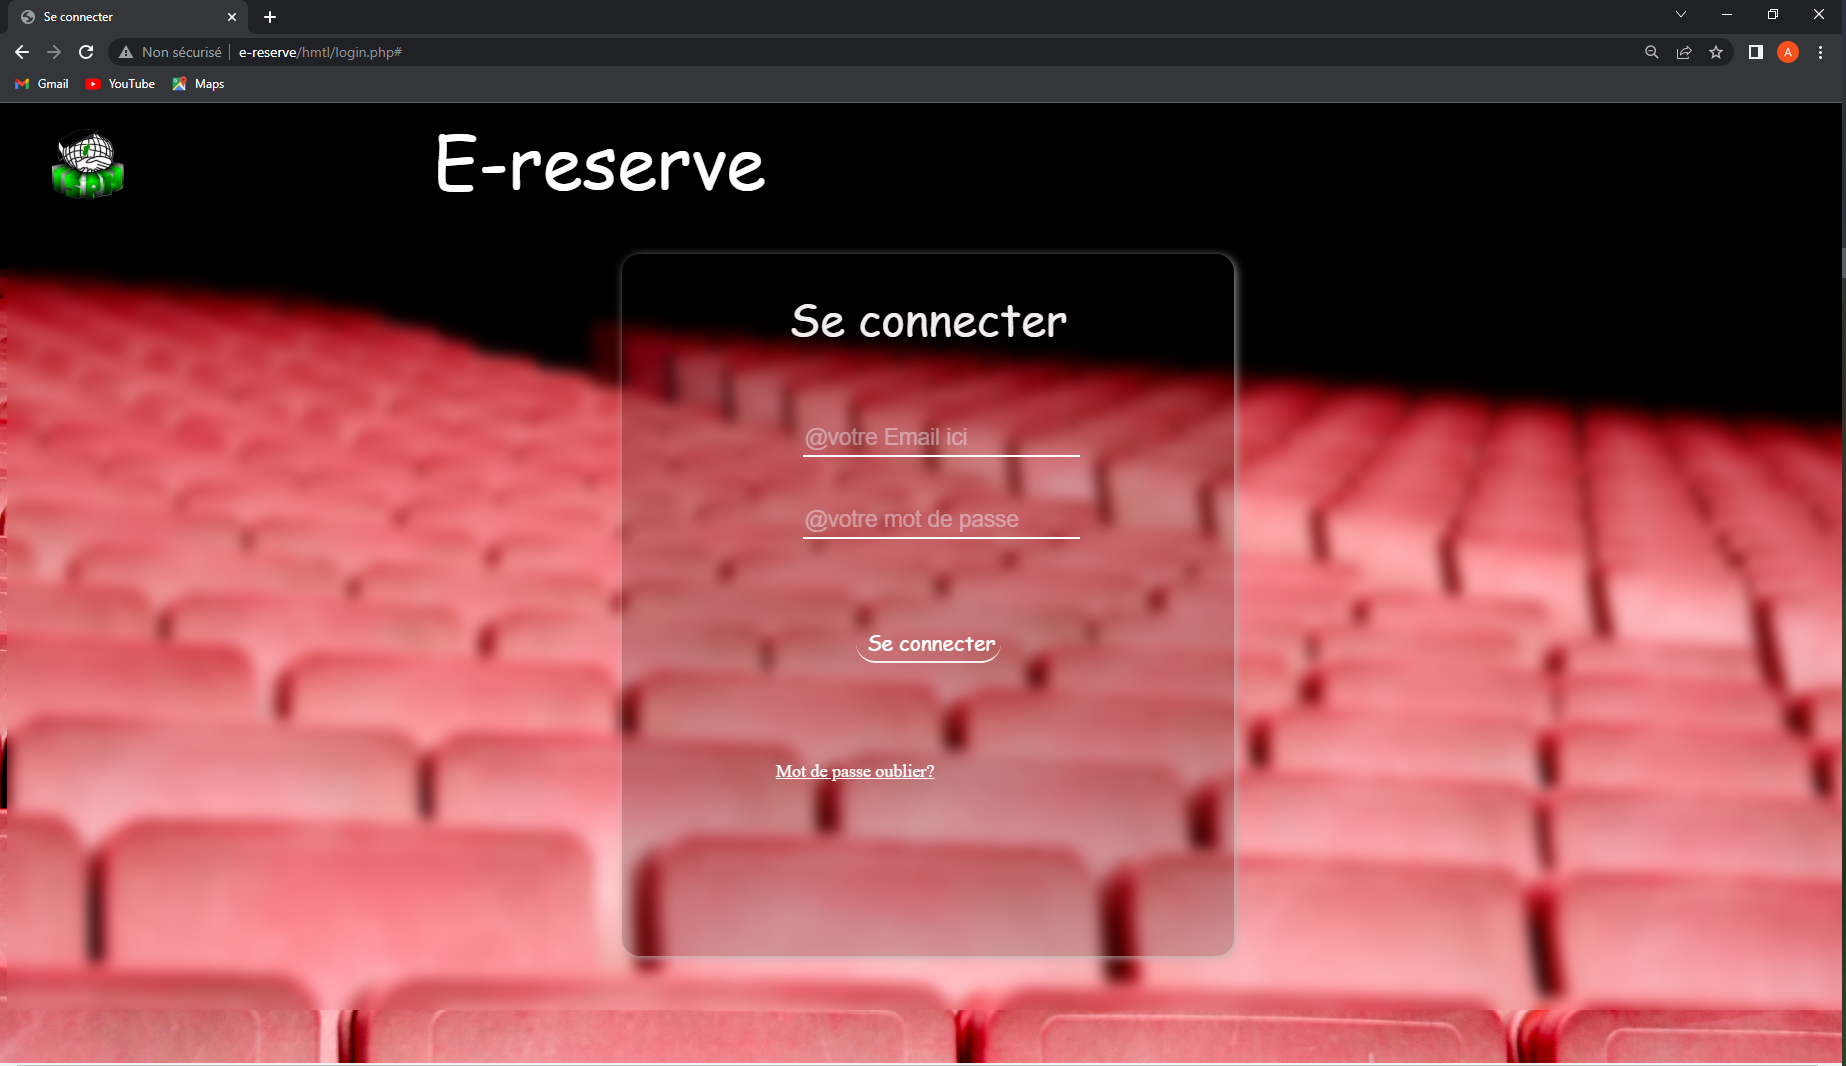 Se connecter
Non sécurisé
e-reserve/hmtl/login.php#
A
Gmail
YouTube
Maps
E-reserve
Se connecter
@votre Email ici
@votre mot de passe
Se connecter
Mot de passe oublier?